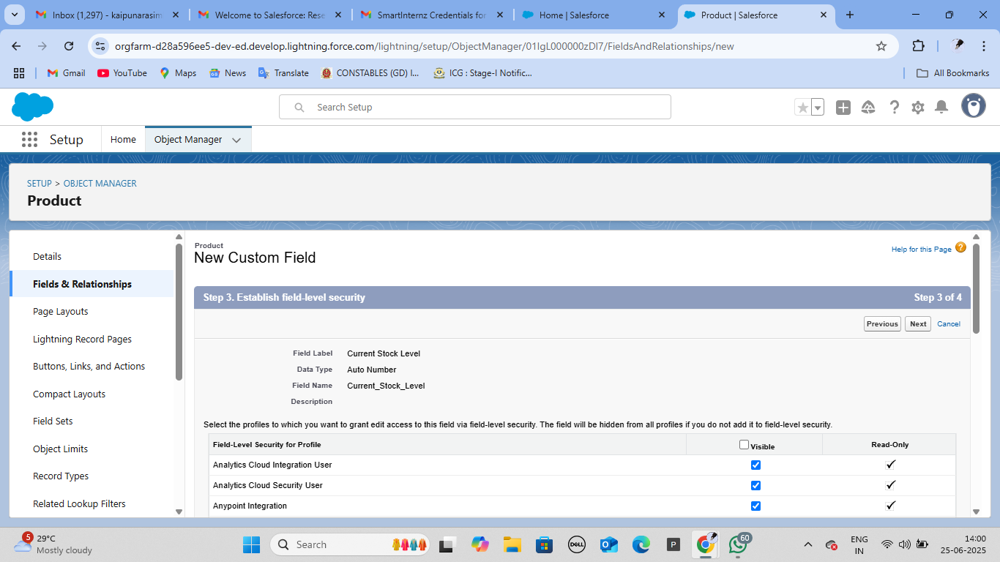 Inbox (1,297) - kaipunarasim
Welcome to Salesforce: Rese
SmartInternz Credentials for
Home | Salesforce
Product | Salesforce
orgfarm-d28a596ee5-dev-ed.develop.lightning.force.com/lightning/setup/ObjectManager/01IgL000000zDI7/FieldsAndRelationships/new
Gmail
YouTube
Maps
News
Translate
CONSTABLES (GD) I...
ICG : Stage-I Notific...
All Bookmarks
Search Setup
Setup
Home
Object Manager
SETUP > OBJECT MANAGER
Product
Details
Fields & Relationships
Page Layouts
Lightning Record Pages
Buttons, Links, and Actions
Compact Layouts
Field Sets
Object Limits
Record Types
Related Lookup Filters
Product
New Custom Field
Help for this Page ?
Step 3. Establish field-level security
Step 3 of 4
Previous Next Cancel
Field Label Current Stock Level
Data Type Auto Number
Field Name Current_Stock_Level
Description
Select the profiles to which you want to grant edit access to this field via field-level security. The field will be hidden from all profiles if you do not add it to field-level security.
Field-Level Security for Profile Visible Read-Only
Analytics Cloud Integration User
Analytics Cloud Security User
Anypoint Integration
5
29°C
Mostly cloudy
Search
DELL
P
60
ENG
IN
14:00
25-06-2025